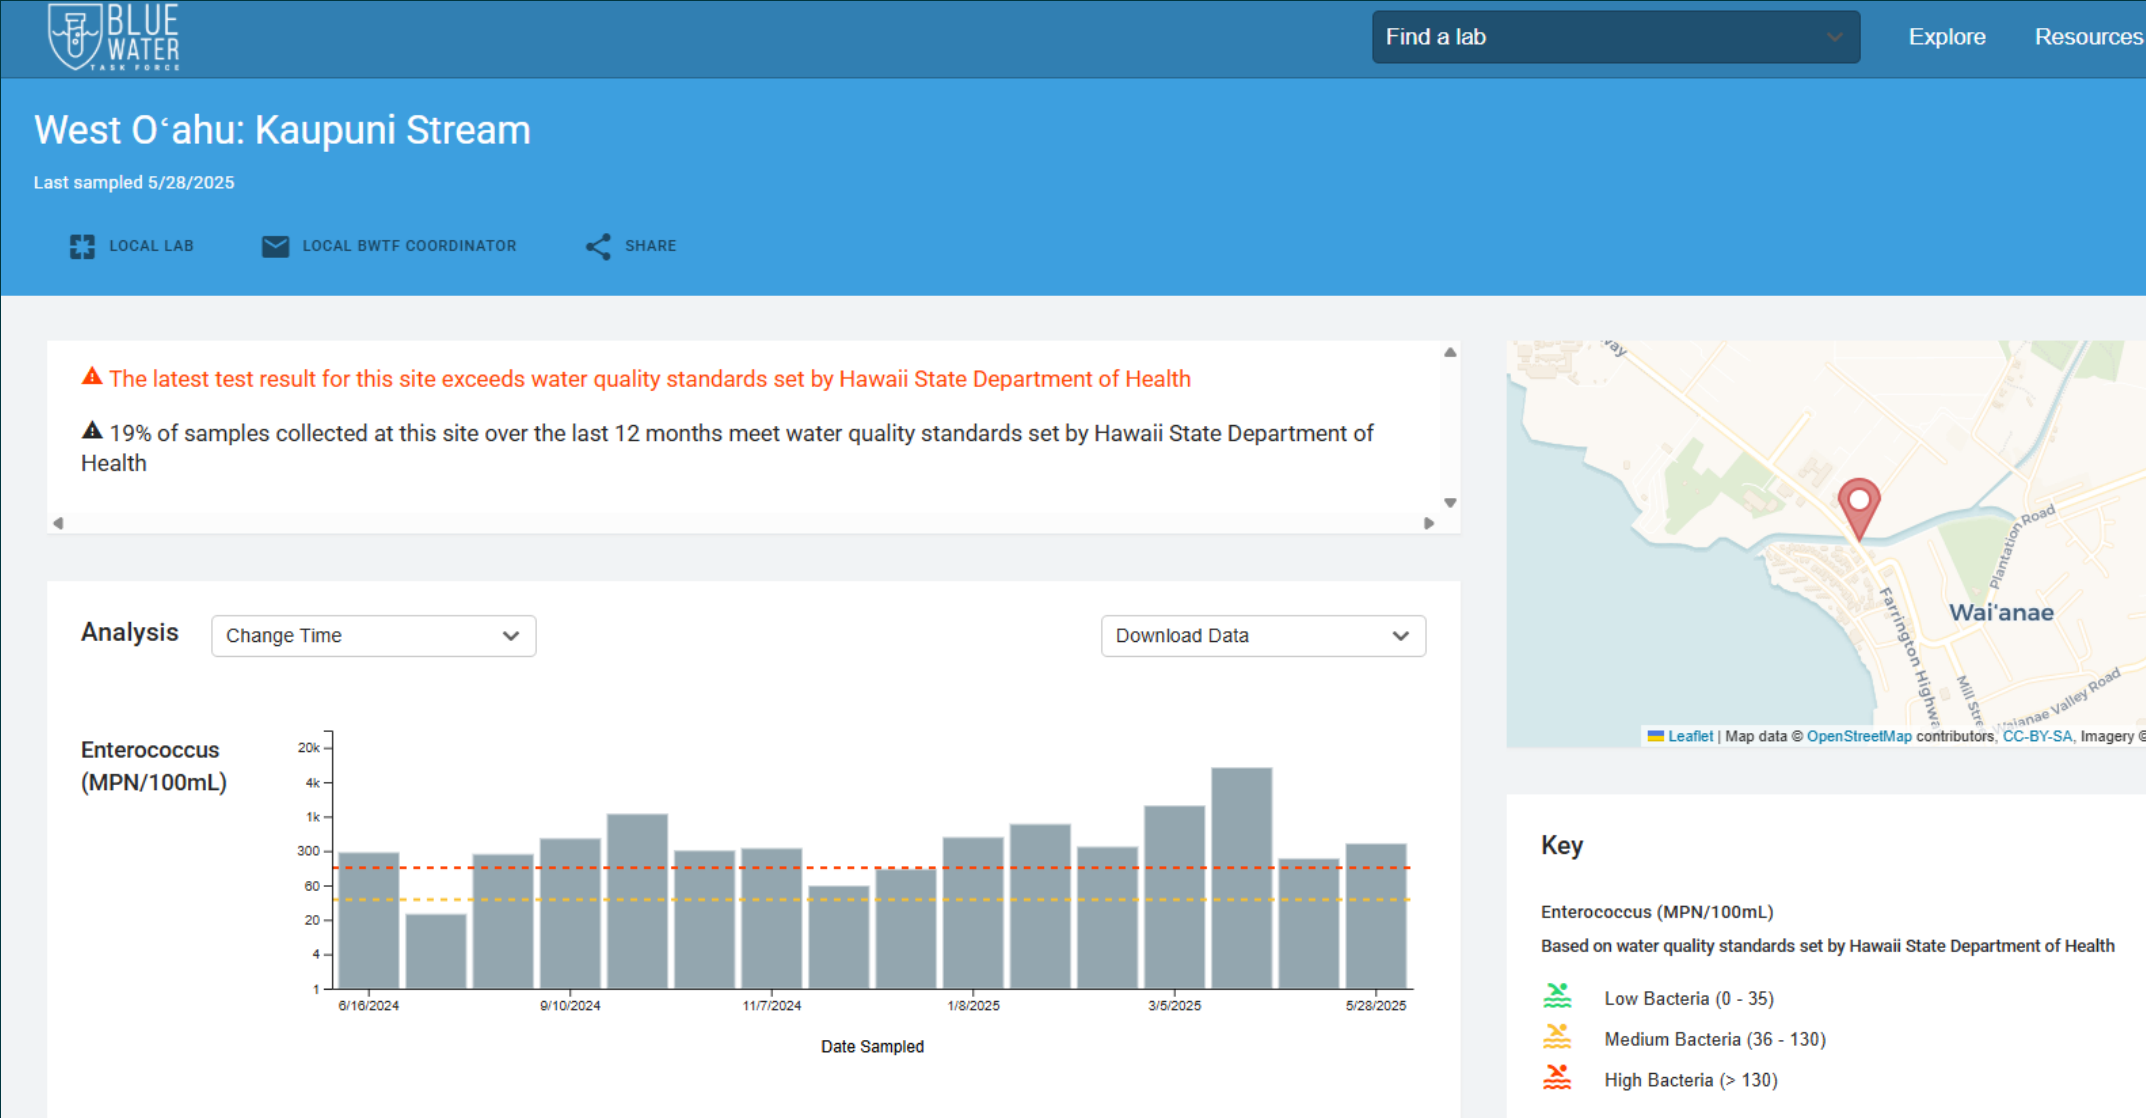 BLUE
WATER
TASK FORCE
Find a lab
Explore
Resources
West Oʻahu: Kaupuni Stream
Last sampled 5/28/2025
LOCAL LAB
LOCAL BWTF COORDINATOR
SHARE
The latest test result for this site exceeds water quality standards set by Hawaii State Department of Health
19% of samples collected at this site over the last 12 months meet water quality standards set by Hawaii State Department of
Health
Analysis
Change Time
Download Data
Enterococcus
(MPN/100mL)
20k
4k
1k
300
60
20
4
1
6/16/2024
9/10/2024
11/7/2024
1/8/2025
3/5/2025
5/28/2025
Date Sampled
Plantation Road
Wai'anae
Farrington Highwa
Mill Stre
Waianae Valley Road
Leaflet | Map data © OpenStreetMap contributors, CC-BY-SA, Imagery ©
Key
Enterococcus (MPN/100mL)
Based on water quality standards set by Hawaii State Department of Health
Low Bacteria (0 - 35)
Medium Bacteria (36 - 130)
High Bacteria (> 130)